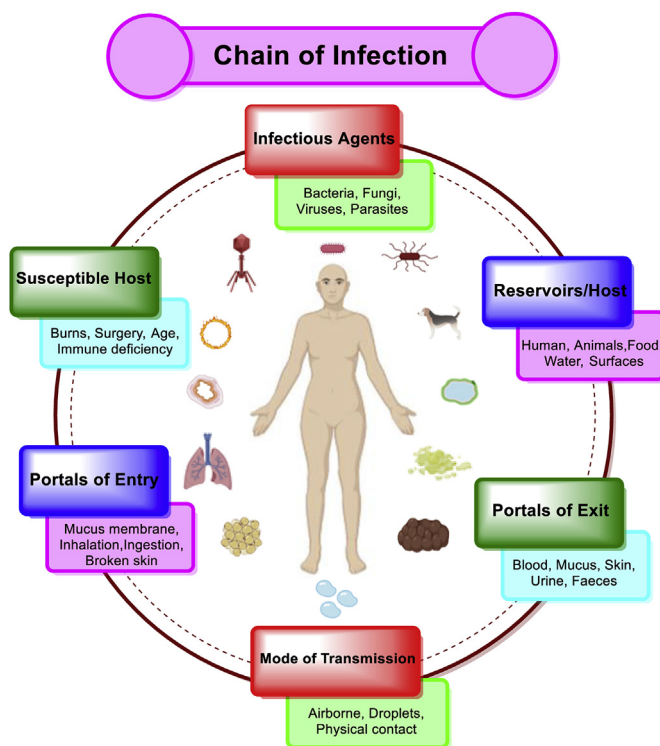 Chain of Infection
Infectious Agents
Bacteria, Fungi,
Viruses, Parasites
Reservoirs/Host
Human, Animals,Food
Water, Surfaces
Portals of Exit
Blood, Mucus, Skin,
Urine, Faeces
Mode of Transmission
Airborne, Droplets,
Physical contact
Portals of Entry
Mucus membrane,
Inhalation,Ingestion,
Broken skin
Susceptible Host
Burns, Surgery, Age,
Immune deficiency